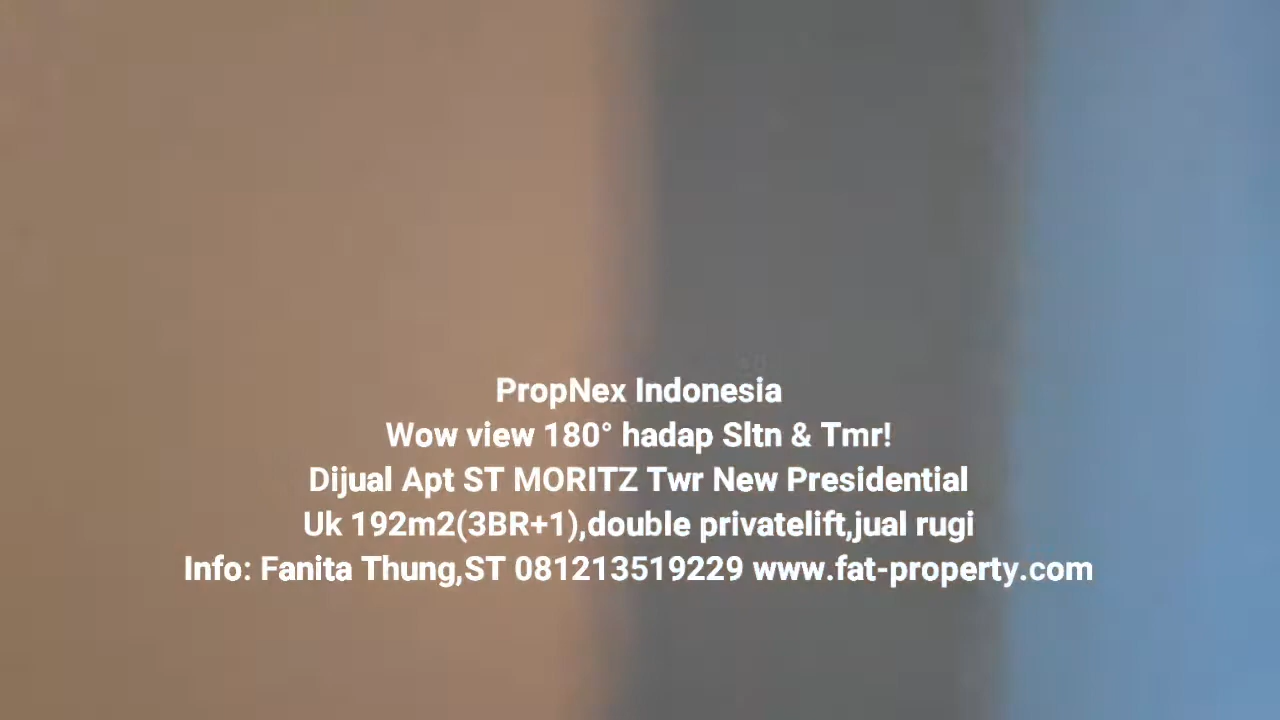 PropNex Indonesia
Wow view 180° hadap Sltn & Tmr!
Dijual Apt ST MORITZ Twr New Presidential
Uk 192m2(3BR+1),double privatelift,jual rugi
Info: Fanita Thung,ST 081213519229 www.fat-property.com